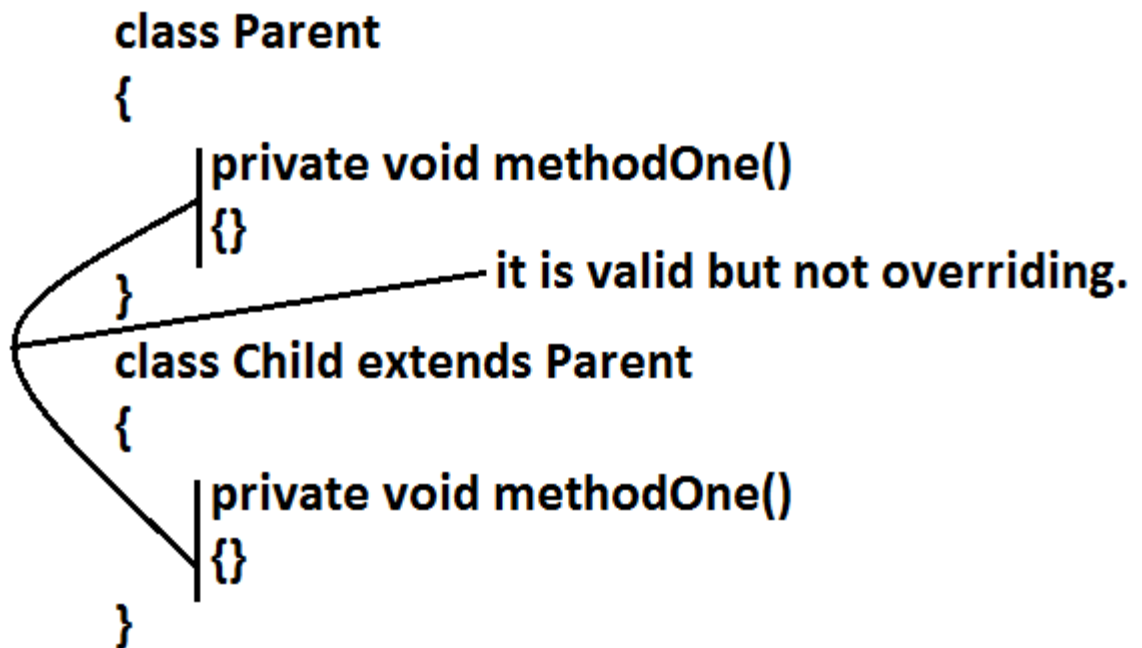 class Parent
{
private void methodOne()
{}
it is valid but not overriding.
}
class Child extends Parent
{
private void methodOne()
{}
}